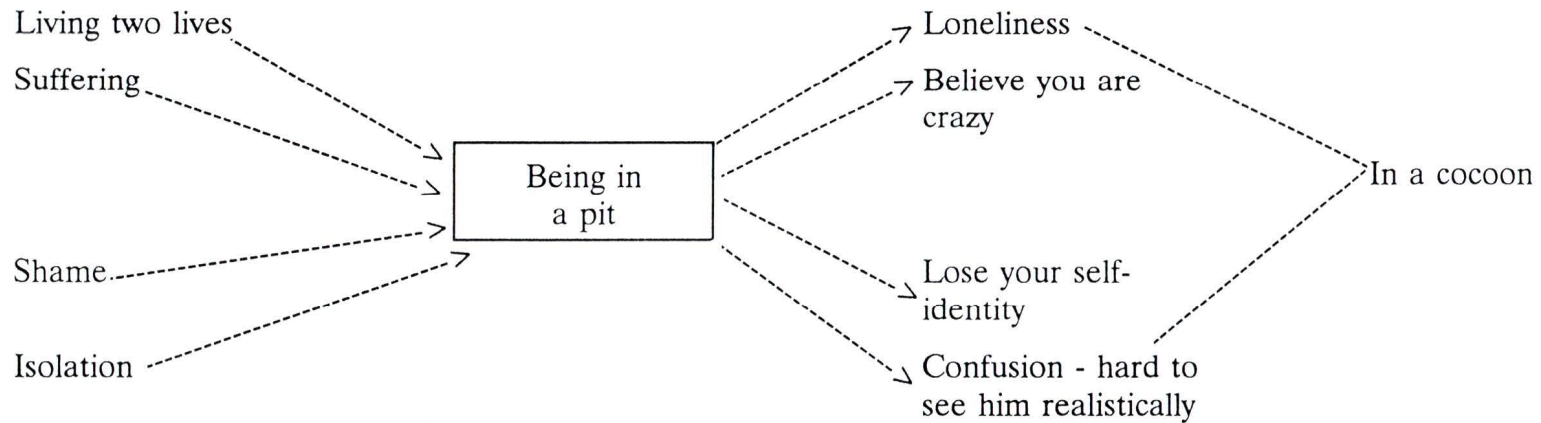 Living two lives
Suffering
Shame
Isolation
Being in
a pit
Loneliness
Believe you are
crazy
Lose your self-
identity
Confusion - hard to
see him realistically
In a cocoon